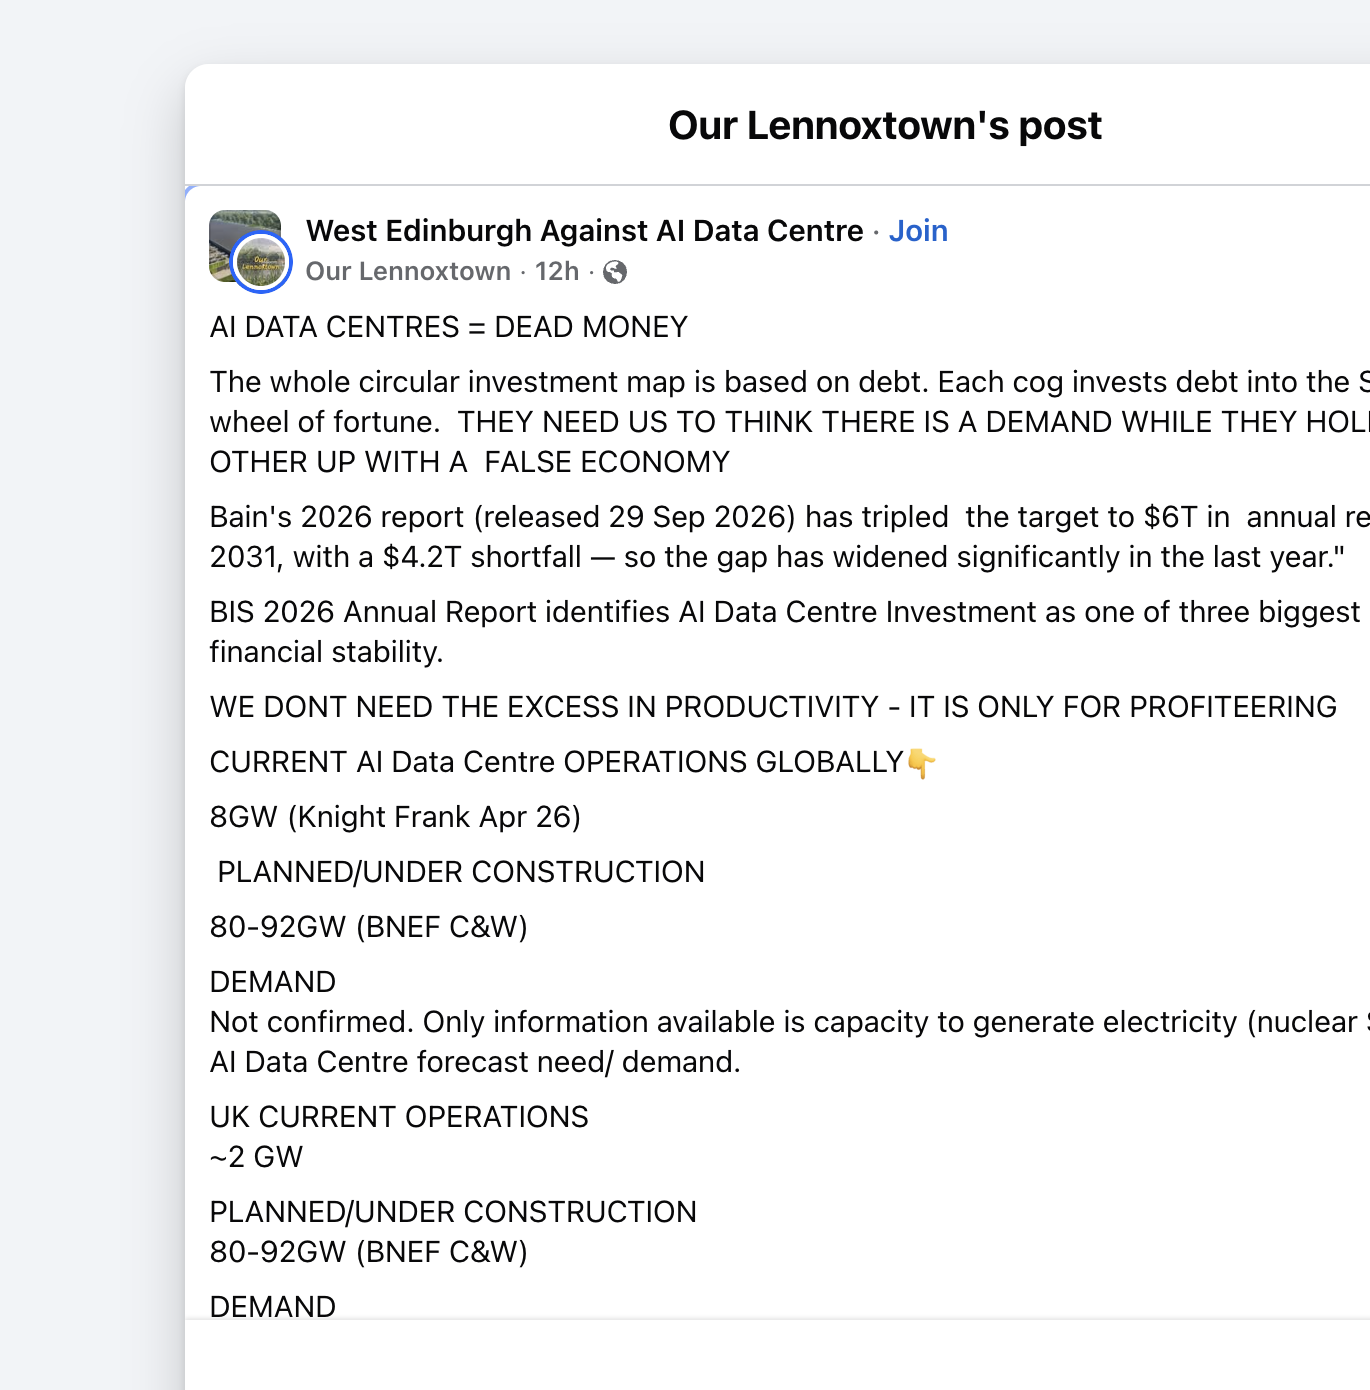 Our Lennoxtown's post
West Edinburgh Against AI Data Centre · Join
Our Lennoxtown · 12h ·
AI DATA CENTRES = DEAD MONEY
The whole circular investment map is based on debt. Each cog invests debt into the
wheel of fortune.  THEY NEED US TO THINK THERE IS A DEMAND WHILE THEY
OTHER UP WITH A  FALSE ECONOMY
Bain's 2026 report (released 29 Sep 2026) has tripled  the target to $6T in  annual
2031, with a $4.2T shortfall — so the gap has widened significantly in the last year."
BIS 2026 Annual Report identifies AI Data Centre Investment as one of three biggest
financial stability.
WE DONT NEED THE EXCESS IN PRODUCTIVITY - IT IS ONLY FOR PROFITEERING
CURRENT AI Data Centre OPERATIONS GLOBALLY👇
8GW (Knight Frank Apr 26)
PLANNED/UNDER CONSTRUCTION
80-92GW (BNEF C&W)
DEMAND
Not confirmed. Only information available is capacity to generate electricity (nuclear
AI Data Centre forecast need/ demand.
UK CURRENT OPERATIONS
~2 GW
PLANNED/UNDER CONSTRUCTION
80-92GW (BNEF C&W)
DEMAND